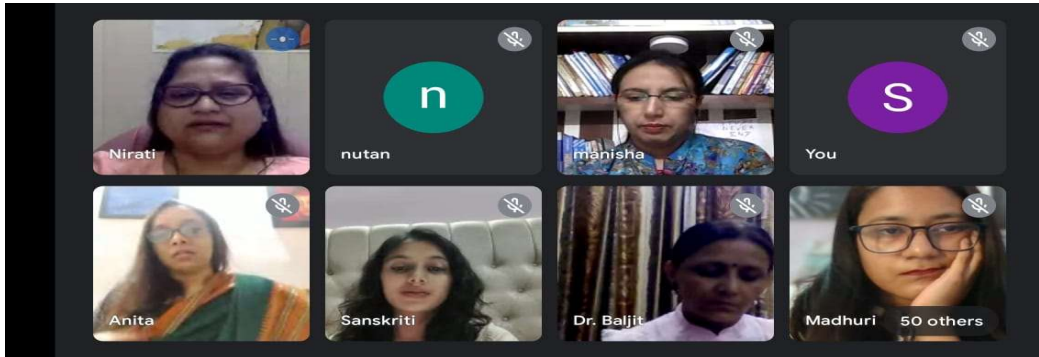 Nirati
n
nutan
manisha
S
You
Anita
Sanskriti
Dr. Baljit
Madhuri
50 others